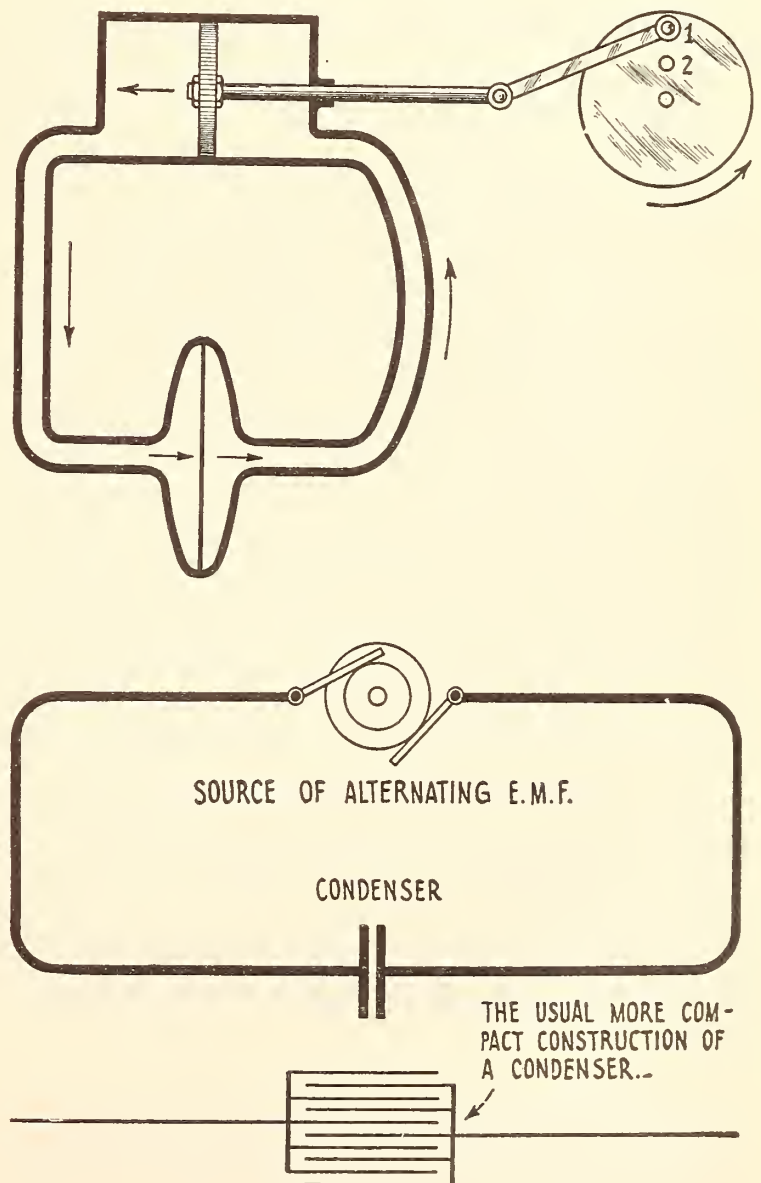 1
2
SOURCE OF ALTERNATING E.M.F.
CONDENSER
THE USUAL MORE COM-
PACT CONSTRUCTION OF
A CONDENSER..